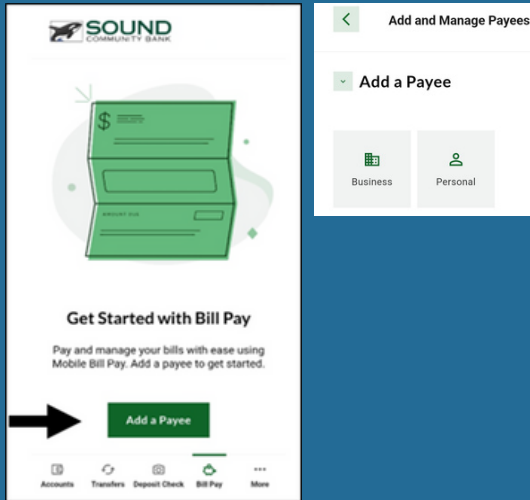 SOUND
COMMUNITY BANK
$
AMOUNT DUE
Get Started with Bill Pay
Pay and manage your bills with ease using
Mobile Bill Pay. Add a payee to get started.
Add a Payee
Accounts Transfers Deposit Check Bill Pay More
Add and Manage Payees
Add a Payee
Business Personal